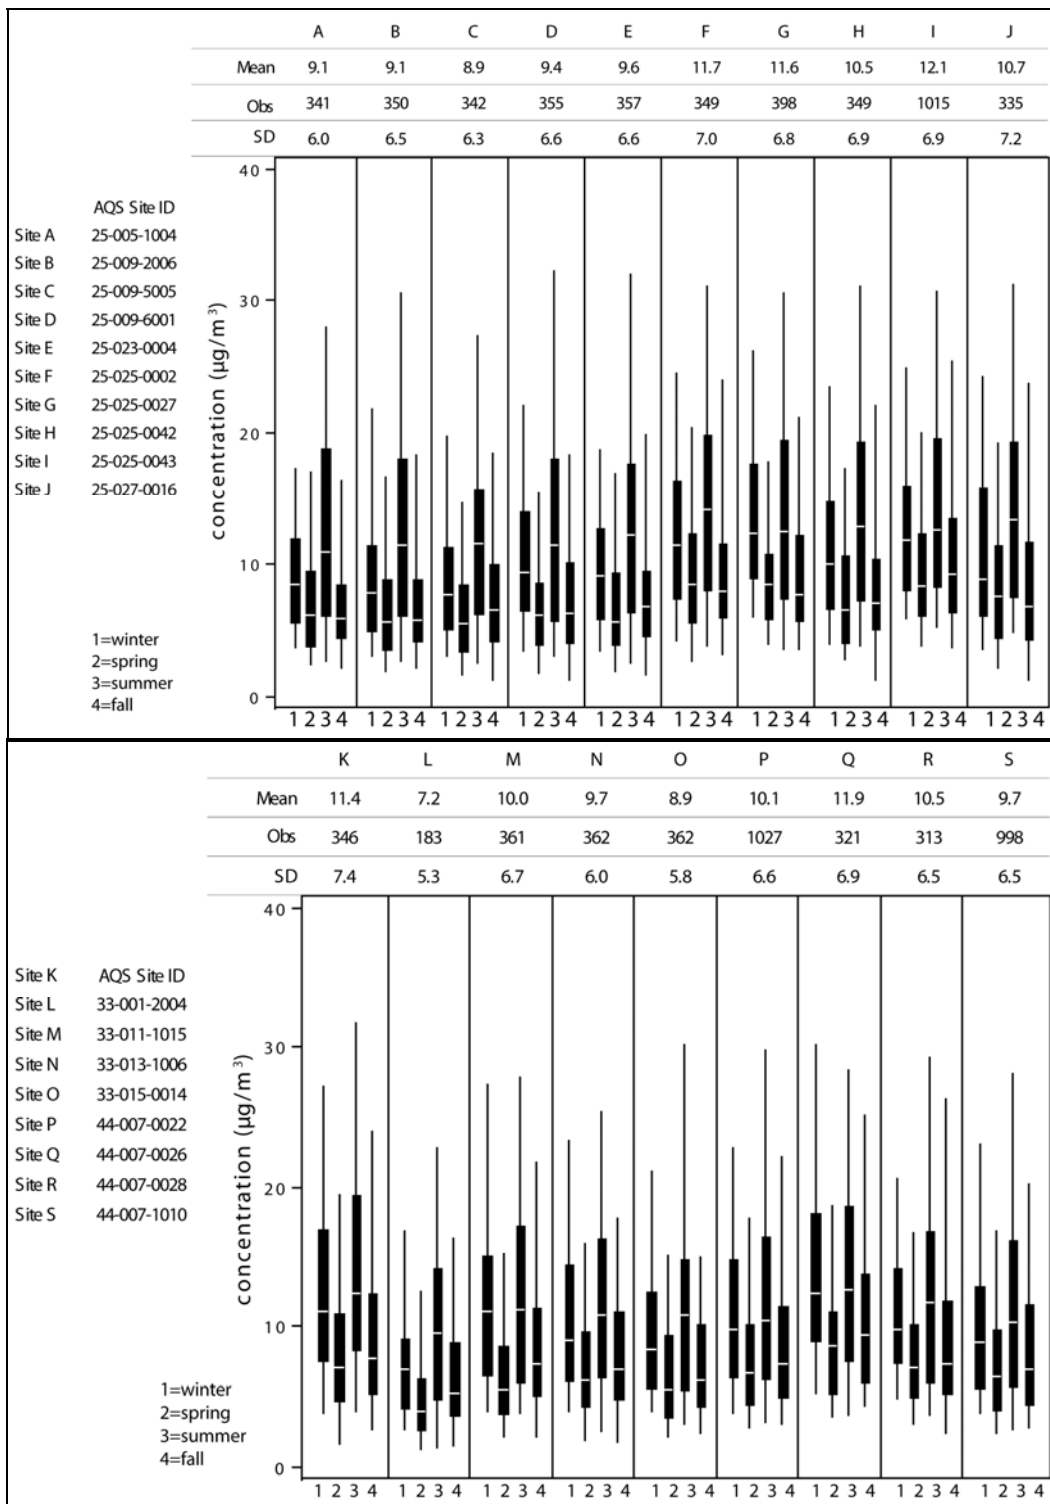 A B C D E F G H I J
Mean 9.1 9.1 8.9 9.4 9.6 11.7 11.6 10.5 12.1 10.7
Obs 341 350 342 355 357 349 398 349 1015 335
SD 6.0 6.5 6.3 6.6 6.6 7.0 6.8 6.9 6.9 7.2
40
30
20
10
0
concentration (µg/m³)
AQS Site ID
Site A 25-005-1004
Site B 25-009-2006
Site C 25-009-5005
Site D 25-009-6001
Site E 25-023-0004
Site F 25-025-0002
Site G 25-025-0027
Site H 25-025-0042
Site I 25-025-0043
Site J 25-027-0016
1=winter
2=spring
3=summer
4=fall
1 2 3 4 1 2 3 4 1 2 3 4 1 2 3 4 1 2 3 4 1 2 3 4 1 2 3 4 1 2 3 4 1 2 3 4 1 2 3 4
K L M N O P Q R S
Mean 11.4 7.2 10.0 9.7 8.9 10.1 11.9 10.5 9.7
Obs 346 183 361 362 362 1027 321 313 998
SD 7.4 5.3 6.7 6.0 5.8 6.6 6.9 6.5 6.5
40
30
20
10
0
concentration (µg/m³)
Site K AQS Site ID
Site L 33-001-2004
Site M 33-011-1015
Site N 33-013-1006
Site O 33-015-0014
Site P 44-007-0022
Site Q 44-007-0026
Site R 44-007-0028
Site S 44-007-1010
1=winter
2=spring
3=summer
4=fall
1 2 3 4 1 2 3 4 1 2 3 4 1 2 3 4 1 2 3 4 1 2 3 4 1 2 3 4 1 2 3 4 1 2 3 4